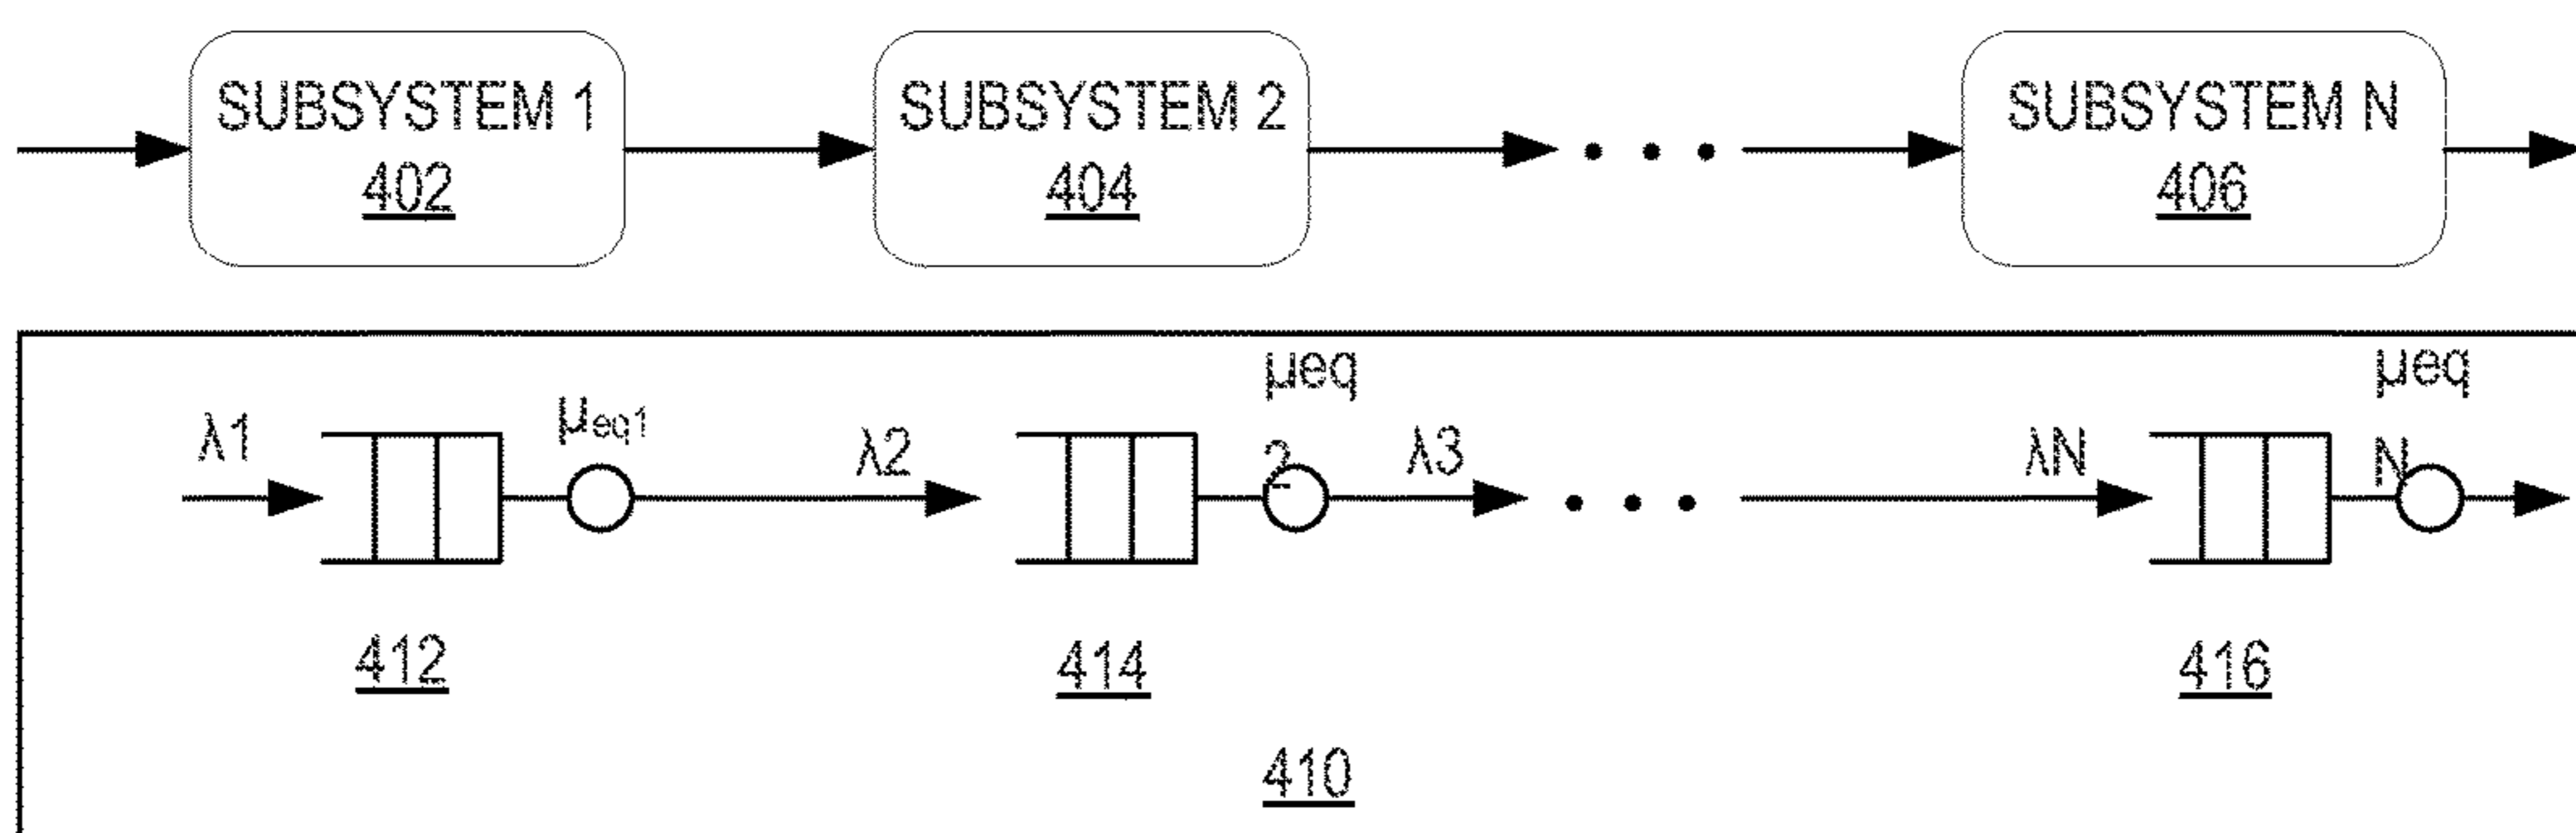 SUBSYSTEM 1
402
SUBSYSTEM 2
404
SUBSYSTEM N
406
λ1
μeq1
λ2
μeq
2
λ3
λN
μeq
N
412
414
416
410